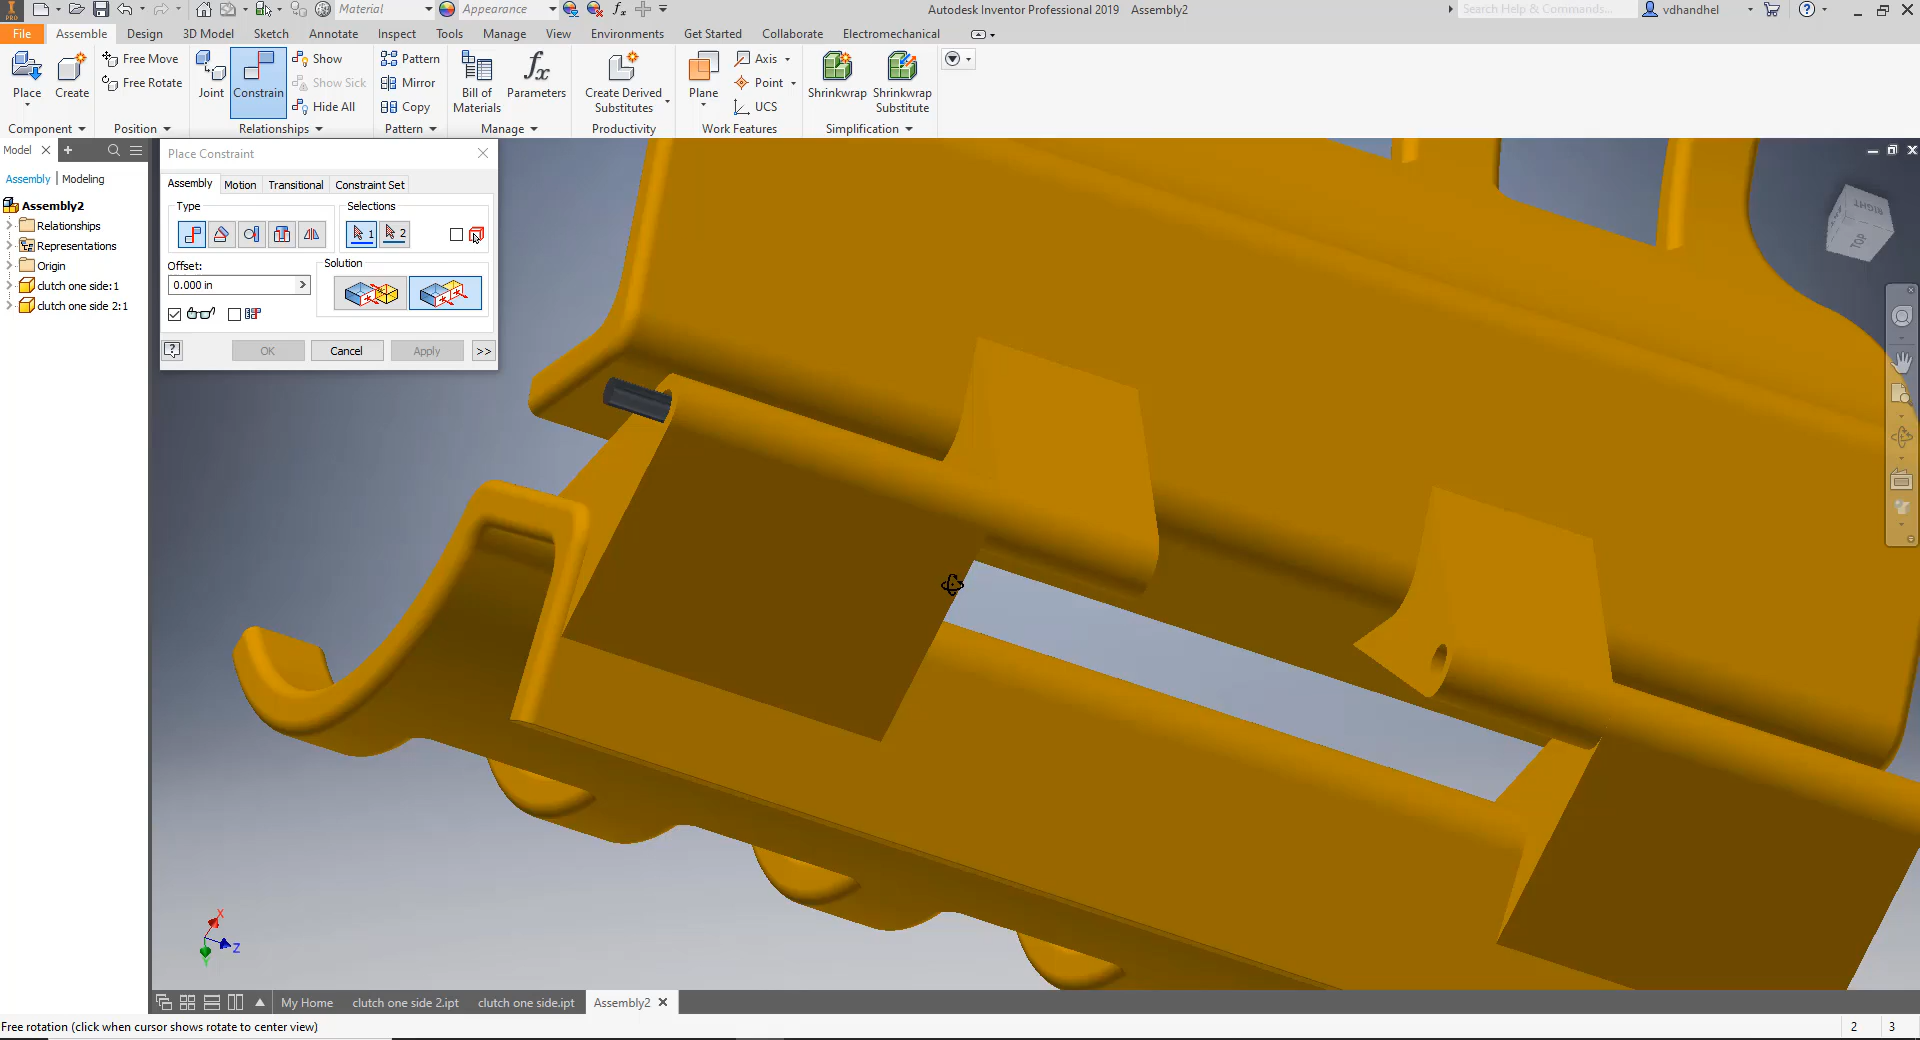 Material
Appearance
Autodesk Inventor Professional 2019 Assembly2
Search Help & Commands...
vdhandhel
PRO
File Assemble Design 3D Model Sketch Annotate Inspect Tools Manage View Environments Get Started Collaborate Electromechanical
Place
Create
Free Move
Free Rotate
Joint
Constrain
Show
Show Sick
Hide All
Pattern
Mirror
Copy
Bill of
Materials
Parameters
Create Derived
Substitutes
Plane
Axis
Point
UCS
Shrinkwrap
Shrinkwrap
Substitute
Component Position Relationships Pattern Manage Productivity Work Features Simplification
Model
Assembly | Modeling
Assembly2
Relationships
Representations
Origin
clutch one side:1
clutch one side 2:1
Place Constraint
Assembly Motion Transitional Constraint Set
Type
Selections
1
2
Offset:
Solution
0.000 in
OK
Cancel
Apply
>>
RIGHT
TOP
X
Z
Y
My Home clutch one side 2.ipt clutch one side.ipt Assembly2
Free rotation (click when cursor shows rotate to center view)
2 3